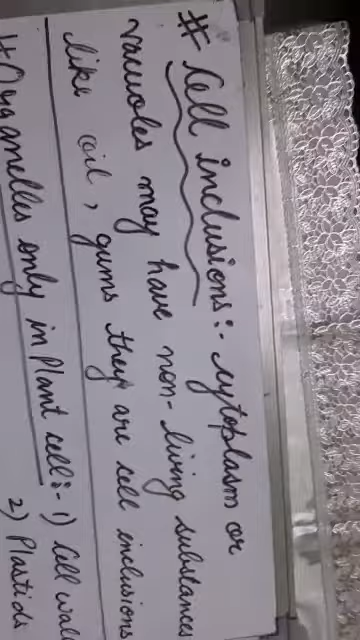 # Cell inclusions:- cytoplasm or
vacuoles may have non-living substances
like oil, gums they are cell inclusions
# Organelles only in Plant cell:- 1) Cell wall
2) Plastids